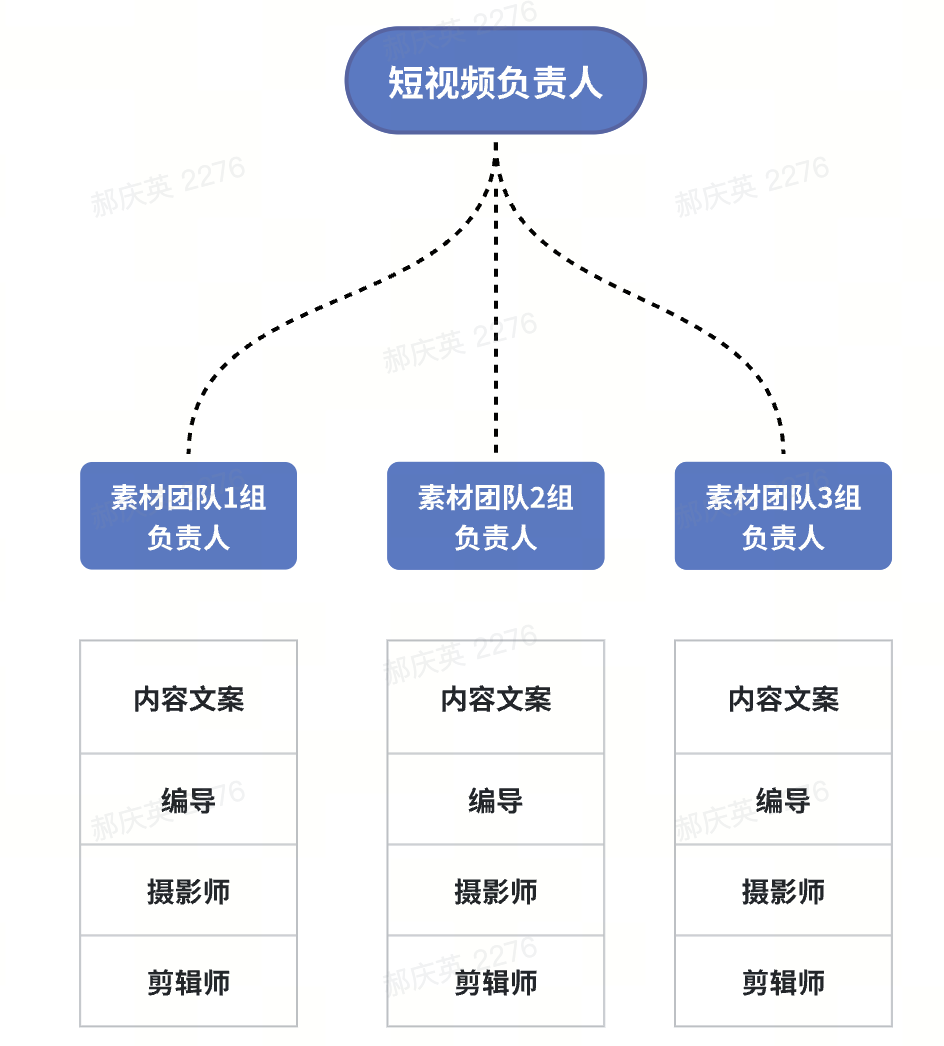 郝庆英 2276
短视频负责人
郝庆英 2276
郝庆英 2276
郝庆英 2276
素材团队1组
负责人
素材团队2组
负责人
素材团队3组
负责人
郝庆英 2276
内容文案
内容文案
内容文案
郝庆英 2276
郝庆英 2276
编导
编导
编导
摄影师
摄影师
摄影师
郝庆英 2276
剪辑师
剪辑师
剪辑师